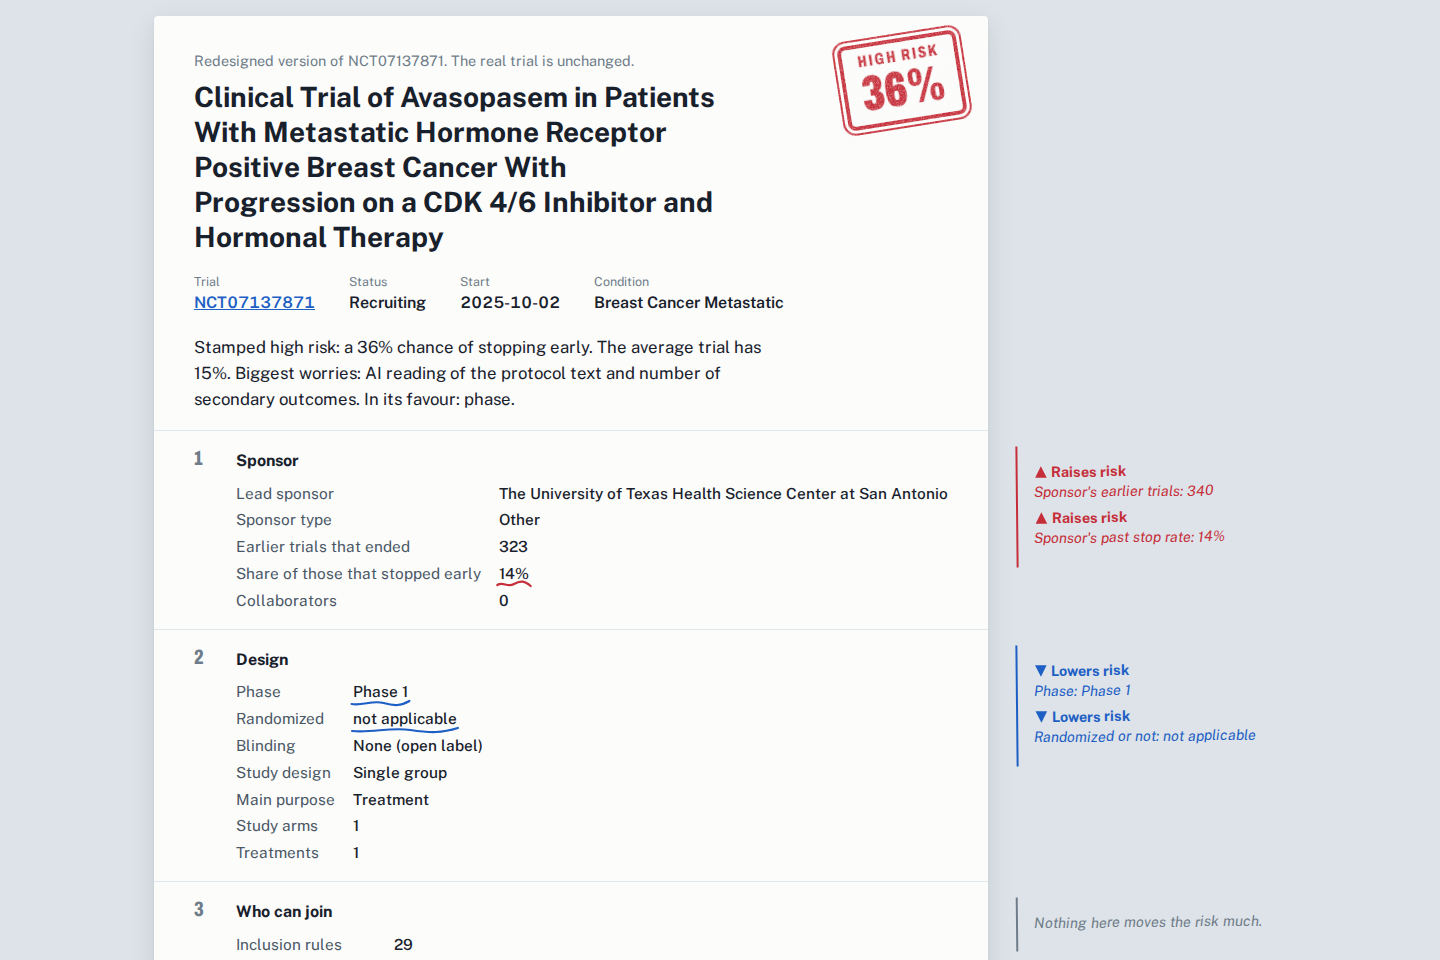 Redesigned version of NCT07137871. The real trial is unchanged.
HIGH RISK
36%
Clinical Trial of Avasopasem in Patients
With Metastatic Hormone Receptor
Positive Breast Cancer With
Progression on a CDK 4/6 Inhibitor and
Hormonal Therapy
Trial Status Start Condition
NCT07137871 Recruiting 2025-10-02 Breast Cancer Metastatic
Stamped high risk: a 36% chance of stopping early. The average trial has
15%. Biggest worries: AI reading of the protocol text and number of
secondary outcomes. In its favour: phase.
1 Sponsor
Lead sponsor The University of Texas Health Science Center at San Antonio
Sponsor type Other
Earlier trials that ended 323
Share of those that stopped early 14%
Collaborators 0
▲ Raises risk
Sponsor's earlier trials: 340
▲ Raises risk
Sponsor's past stop rate: 14%
2 Design
Phase Phase 1
Randomized not applicable
Blinding None (open label)
Study design Single group
Main purpose Treatment
Study arms 1
Treatments 1
▼ Lowers risk
Phase: Phase 1
▼ Lowers risk
Randomized or not: not applicable
3 Who can join
Inclusion rules 29
Nothing here moves the risk much.